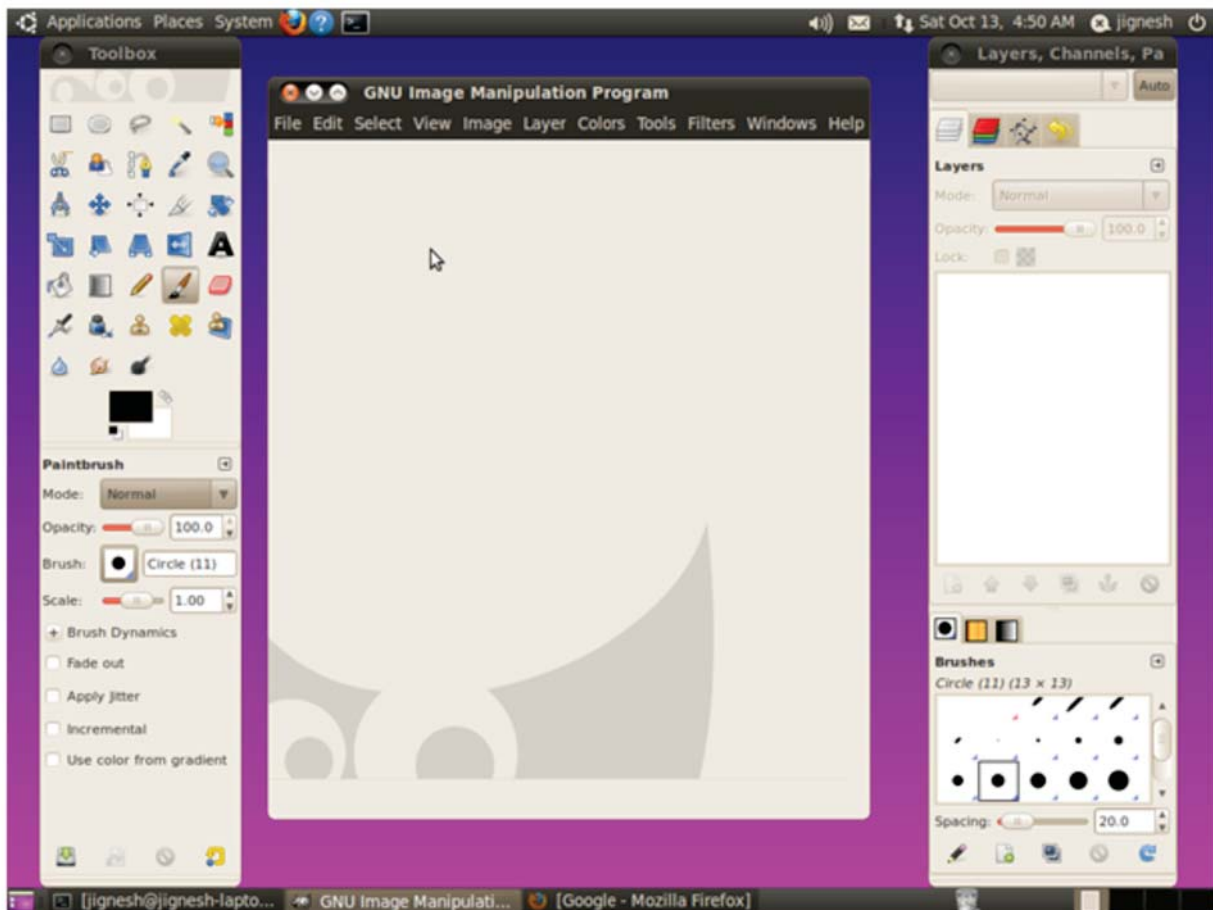 Applications Places System Sat Oct 13, 4:50 AM jignesh
Toolbox
Paintbrush
Mode: Normal
Opacity: 100.0
Brush: Circle (11)
Scale: 1.00
Brush Dynamics
Fade out
Apply Jitter
Incremental
Use color from gradient
GNU Image Manipulation Program
File Edit Select View Image Layer Colors Tools Filters Windows Help
Layers, Channels, Pa
Auto
Layers
Mode: Normal
Opacity: 100.0
Lock:
Brushes
Circle (11) (13 × 13)
Spacing: 20.0
[jignesh@jignesh-lapto... GNU Image Manipulati... [Google - Mozilla Firefox]